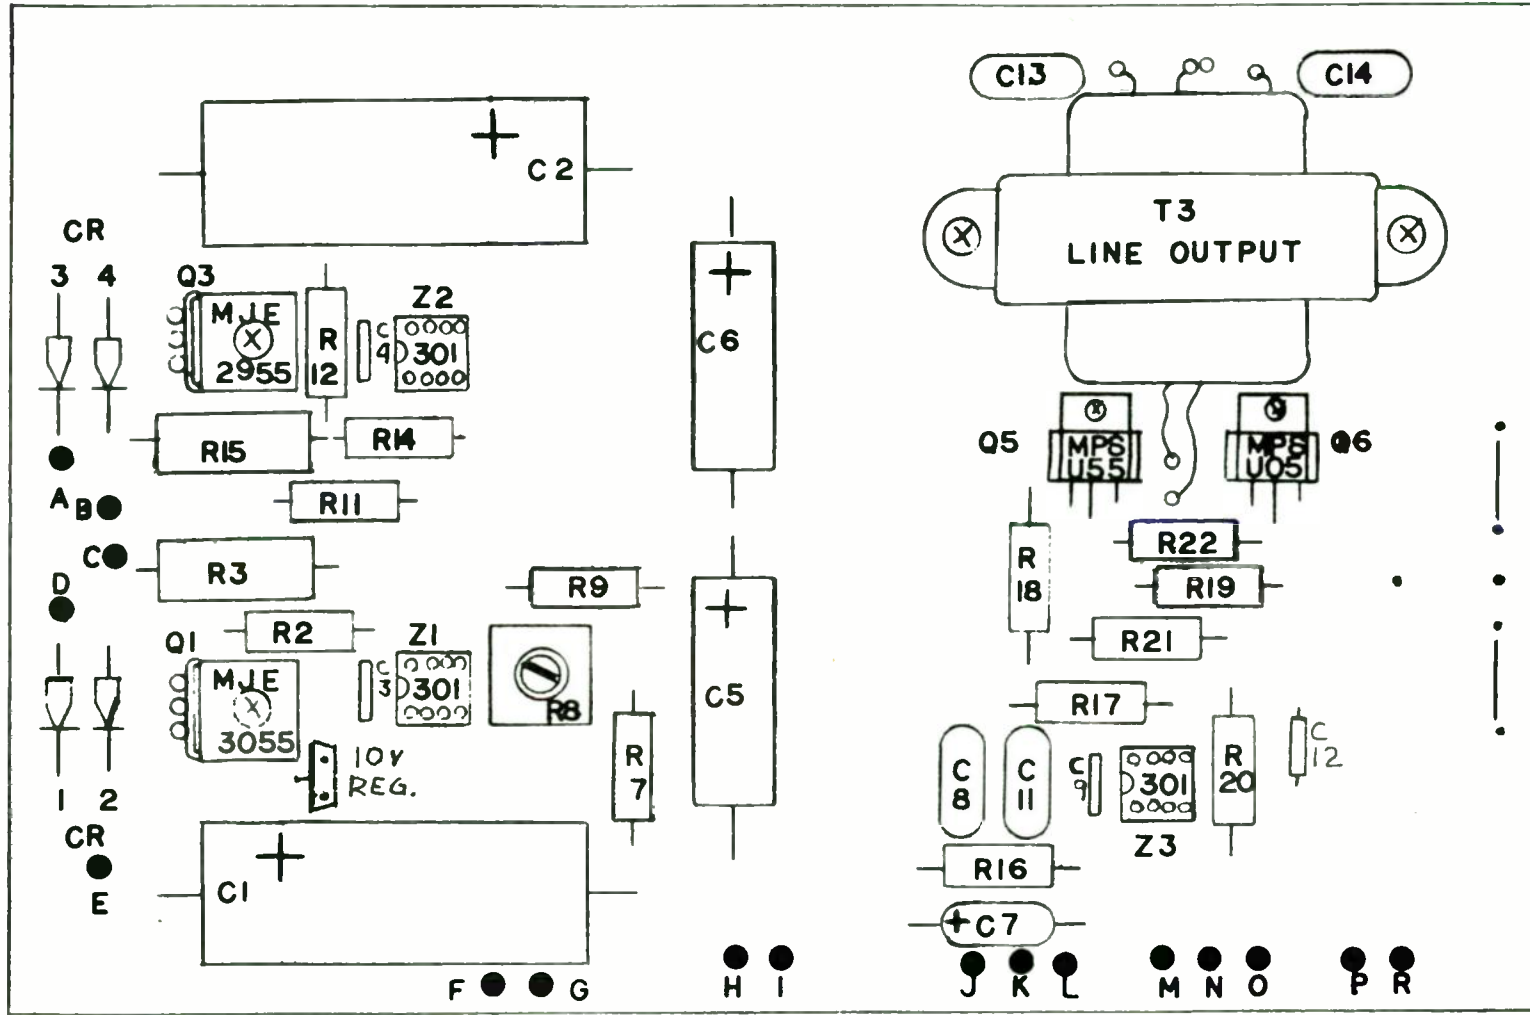 C13
C14
C2
T3
LINE OUTPUT
CR
3 4
Q3
MJE
2955
R
12
C
4
Z2
301
C6
R15
R14
Q5
MPS
U55
MPS
U05
Q6
A
B
R11
C
D
R3
R9
R22
R
18
R19
R2
Z1
R21
Q1
MJE
3055
C
3
301
R8
C5
R17
10V
REG.
R
7
C
8
C
11
C
9
301
Z3
R
20
C
12
1 2
CR
E
C1
R16
C7
F G
H I
J K L
M N O
P R